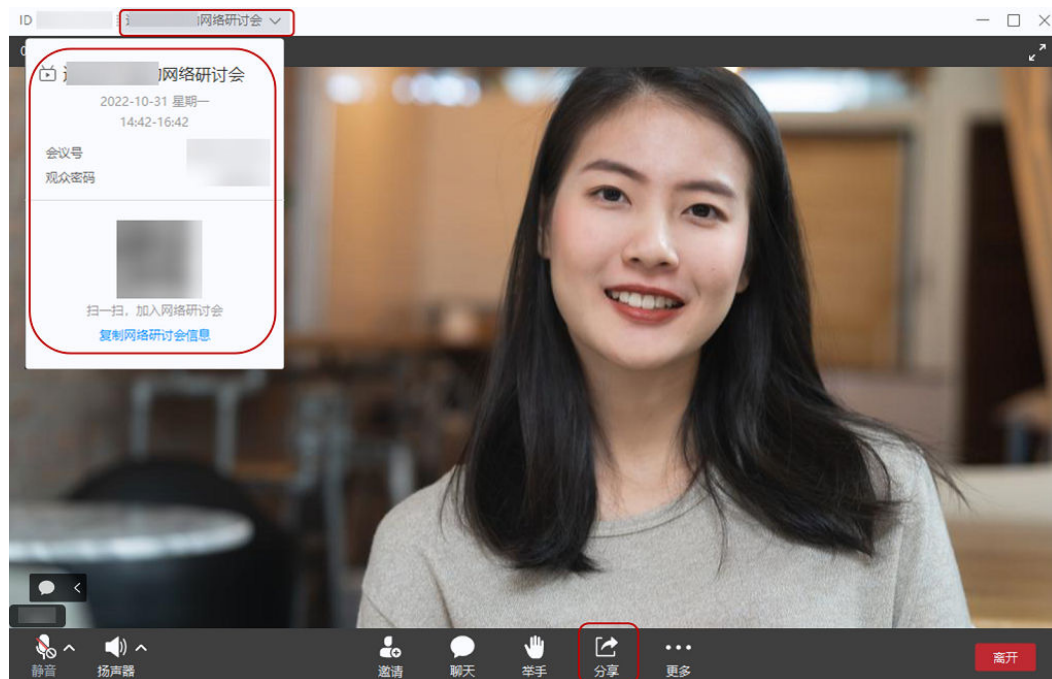 ID 网络研讨会
网络研讨会
2022-10-31 星期一
14:42-16:42
会议号
观众密码
扫一扫，加入网络研讨会
复制网络研讨会信息
静音
扬声器
邀请
聊天
举手
分享
更多
离开